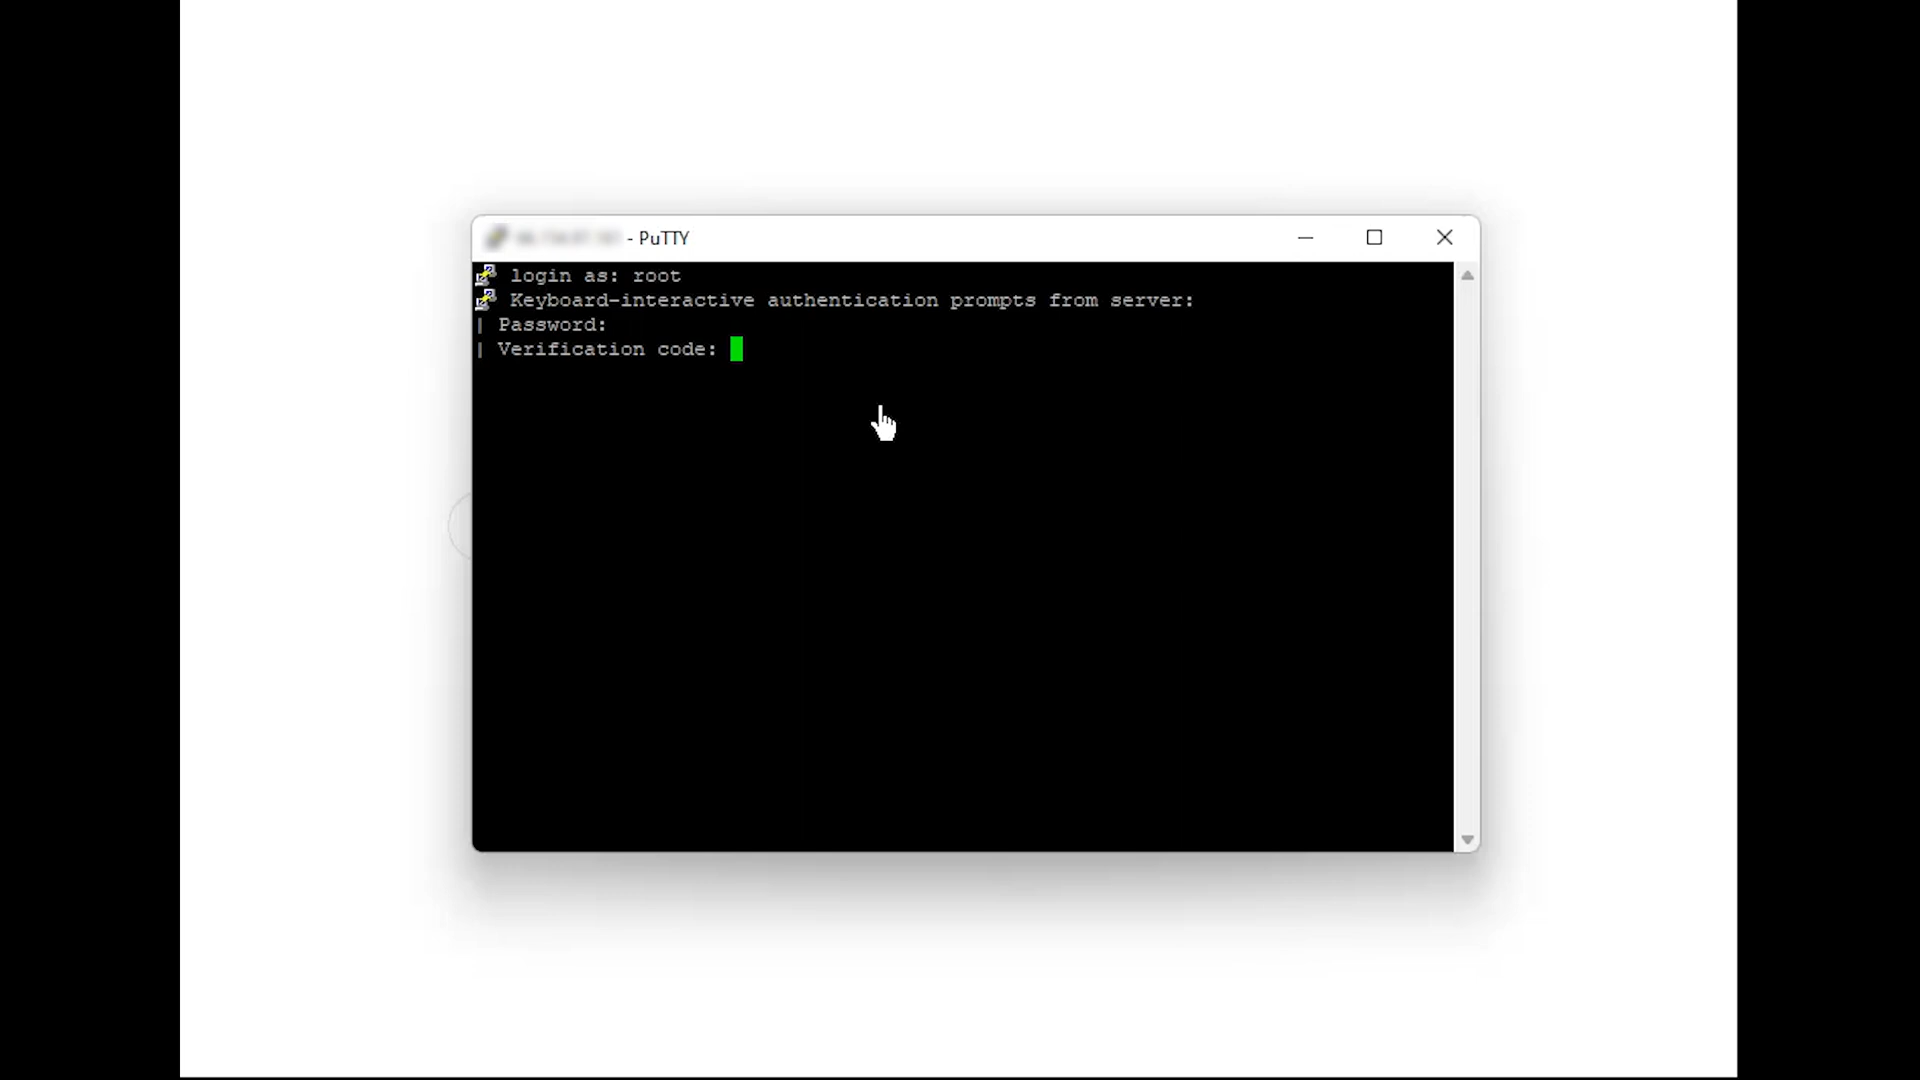 - PuTTY
login as: root
Keyboard-interactive authentication prompts from server:
| Password:
| Verification code: